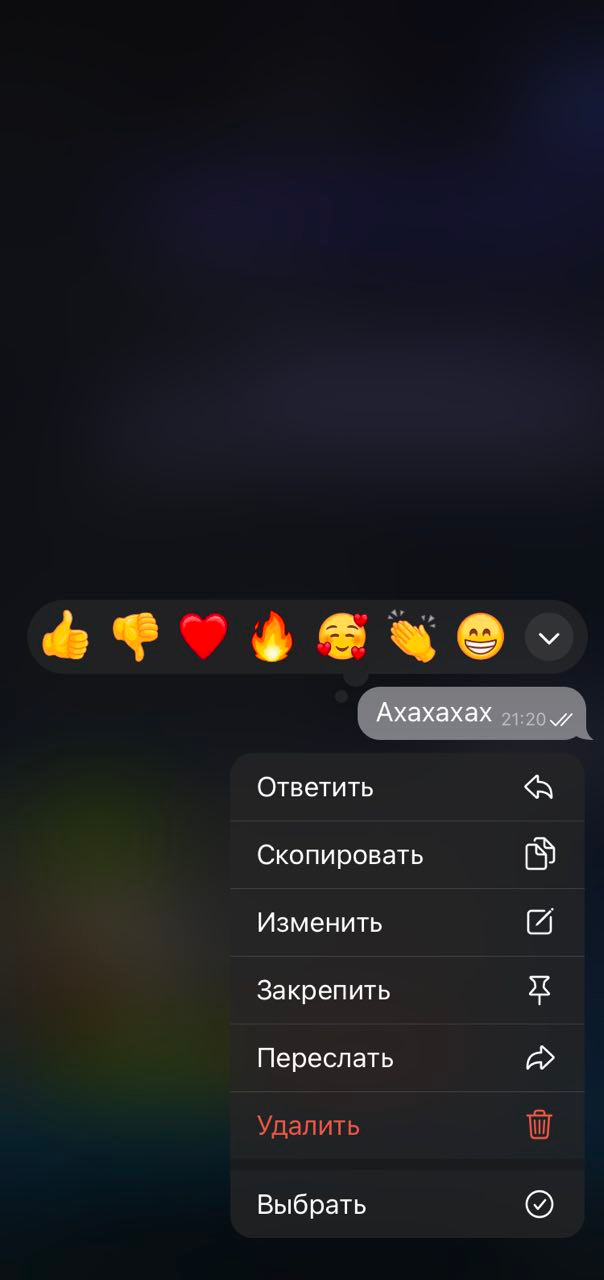 Ахахахах 21:20
Ответить
Скопировать
Изменить
Закрепить
Переслать
Удалить
Выбрать